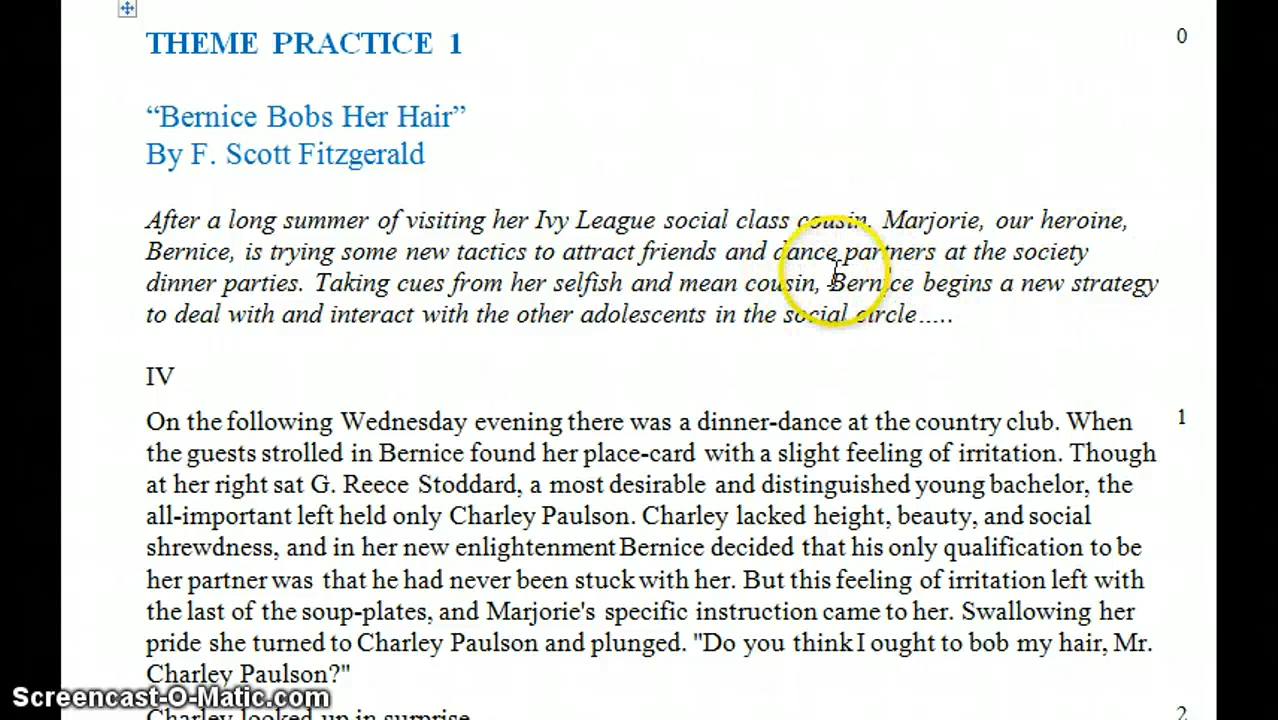 THEME PRACTICE 1
0
“Bernice Bobs Her Hair”
By F. Scott Fitzgerald
After a long summer of visiting her Ivy League social class cousin, Marjorie, our heroine,
Bernice, is trying some new tactics to attract friends and dance partners at the society
dinner parties. Taking cues from her selfish and mean cousin, Bernice begins a new strategy
to deal with and interact with the other adolescents in the social circle…..
IV
On the following Wednesday evening there was a dinner-dance at the country club. When
1
the guests strolled in Bernice found her place-card with a slight feeling of irritation. Though
at her right sat G. Reece Stoddard, a most desirable and distinguished young bachelor, the
all-important left held only Charley Paulson. Charley lacked height, beauty, and social
shrewdness, and in her new enlightenment Bernice decided that his only qualification to be
her partner was that he had never been stuck with her. But this feeling of irritation left with
the last of the soup-plates, and Marjorie's specific instruction came to her. Swallowing her
pride she turned to Charley Paulson and plunged. "Do you think I ought to bob my hair, Mr.
Charley Paulson?"
Screencast-O-Matic.com
Charley looked up in surprise.
2